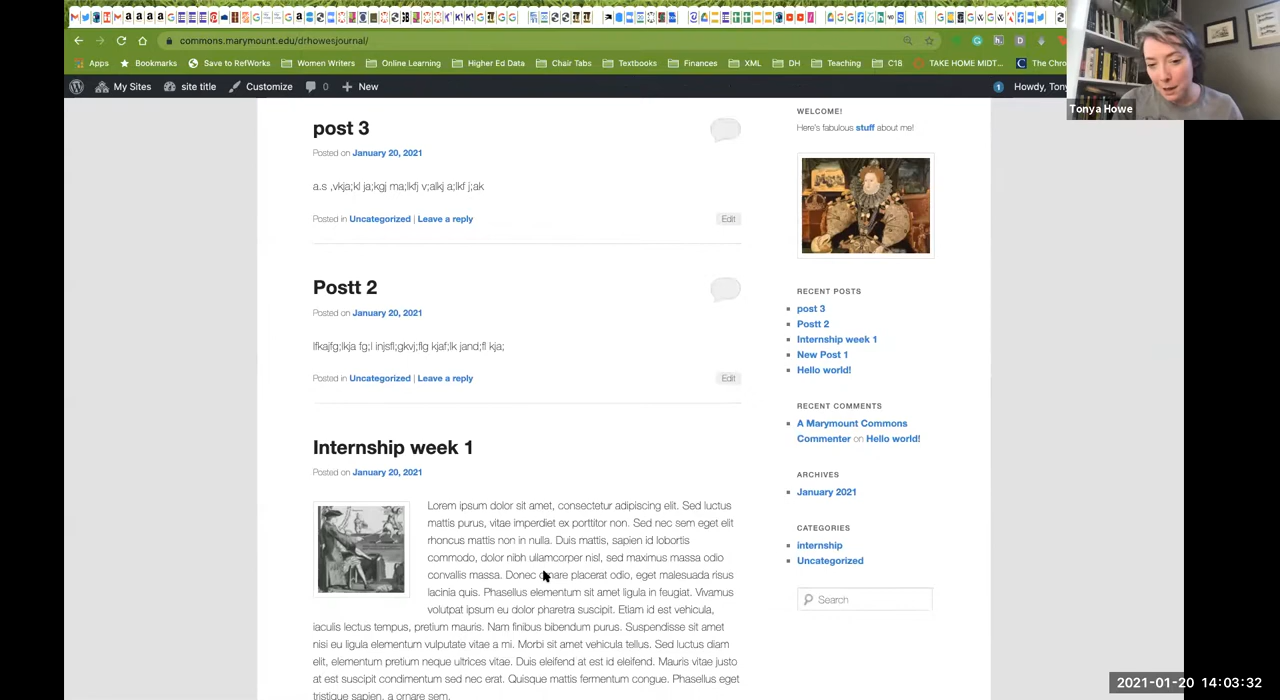 commons.marymount.edu/drhowesjournal/
Apps Bookmarks Save to RefWorks Women Writers Online Learning Higher Ed Data Chair Tabs Textbooks Finances XML DH Teaching C18 TAKE HOME MIDT... The Chro
My Sites site title Customize 0 New 1 Howdy, Tony
Tonya Howe
post 3
Posted on January 20, 2021
a.s ,vkja;kl ja;kgj ma;lkfj v;alkj a;lkf j;ak
Posted in Uncategorized | Leave a reply Edit
Postt 2
Posted on January 20, 2021
lfkajfg;lkja fg;l injsfl;gkvj;flg kjaf;lk jand;fl kja;
Posted in Uncategorized | Leave a reply Edit
Internship week 1
Posted on January 20, 2021
Lorem ipsum dolor sit amet, consectetur adipiscing elit. Sed luctus
mattis purus, vitae imperdiet ex porttitor non. Sed nec sem eget elit
rhoncus mattis non in nulla. Duis mattis, sapien id lobortis
commodo, dolor nibh ullamcorper nisl, sed maximus massa odio
convallis massa. Donec ornare placerat odio, eget malesuada risus
lacinia quis. Phasellus elementum sit amet ligula in feugiat. Vivamus
volutpat ipsum eu dolor pharetra suscipit. Etiam id est vehicula,
iaculis lectus tempus, pretium mauris. Nam finibus bibendum purus. Suspendisse sit amet
nisi eu ligula elementum vulputate vitae a mi. Morbi sit amet vehicula tellus. Sed luctus diam
elit, elementum pretium neque ultrices vitae. Duis eleifend at est id eleifend. Mauris vitae justo
at est suscipit condimentum sed nec erat. Quisque mattis fermentum congue. Phasellus eget
tristique sapien, a ornare sem.
WELCOME!
Here's fabulous stuff about me!
RECENT POSTS
post 3
Postt 2
Internship week 1
New Post 1
Hello world!
RECENT COMMENTS
A Marymount Commons
Commenter on Hello world!
ARCHIVES
January 2021
CATEGORIES
internship
Uncategorized
Search
2021-01-20 14:03:32